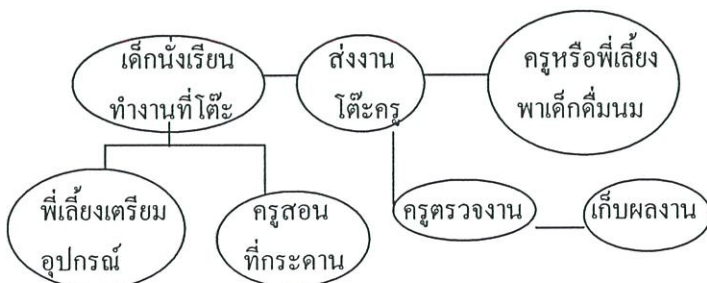 เด็กนั่งเรียน
ทำงานที่โต๊ะ
ส่งงาน
โต๊ะครู
ครูหรือพี่เลี้ยง
พาเด็กดื่มนม
พี่เลี้ยงเตรียม
อุปกรณ์
ครูสอน
ที่กระดาน
ครูตรวจงาน
เก็บผลงาน